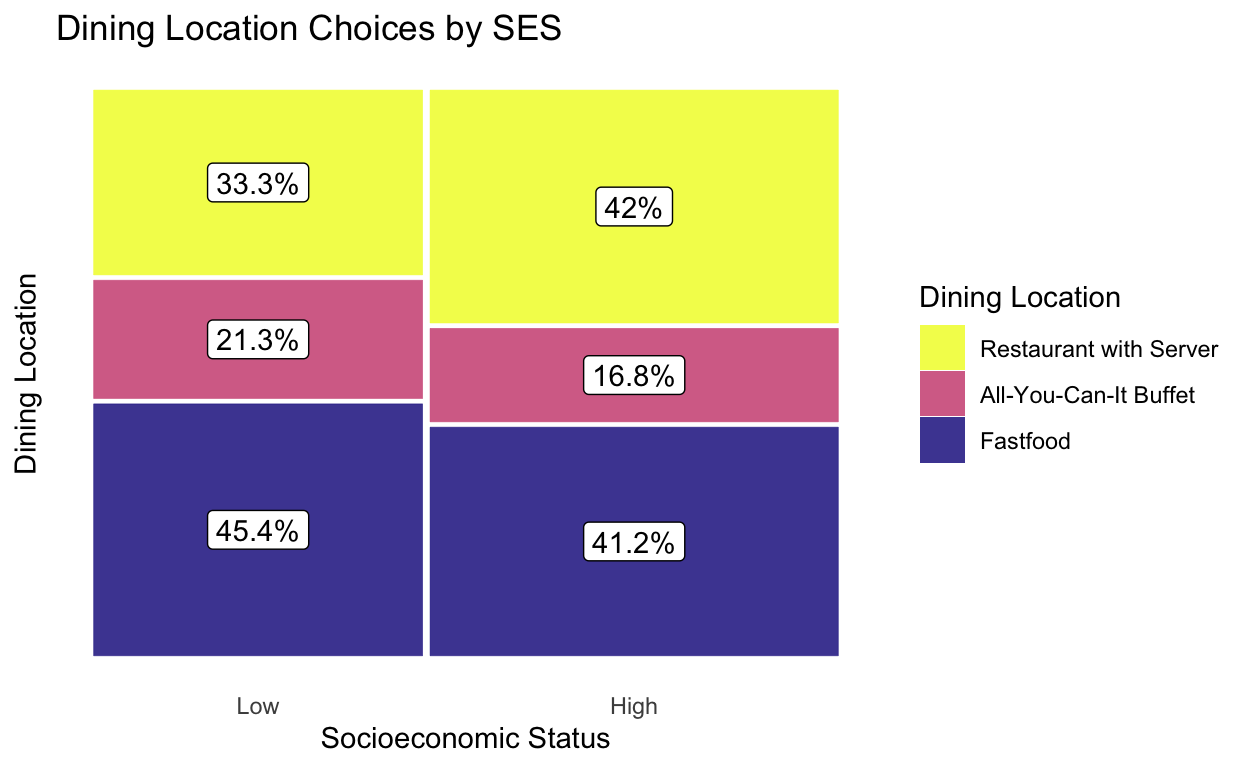 Dining Location Choices by SES
Dining Location
33.3%
42%
21.3%
16.8%
45.4%
41.2%
Low
High
Socioeconomic Status
Dining Location
Restaurant with Server
All-You-Can-It Buffet
Fastfood